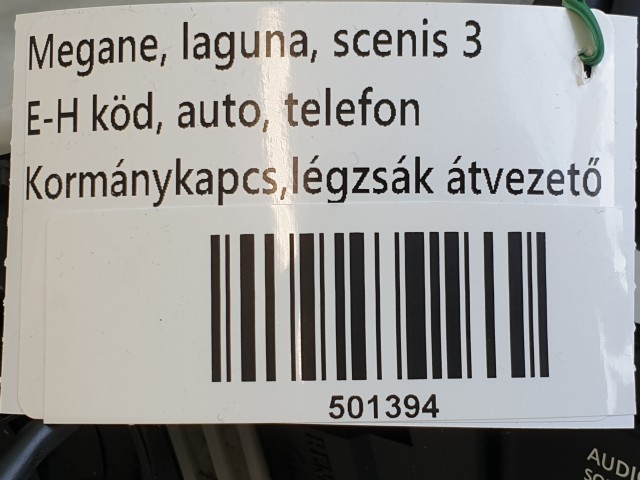 Megane, laguna, scenis 3
E-H köd, auto, telefon
Kormánykapcs,légzsák átvezető
501394